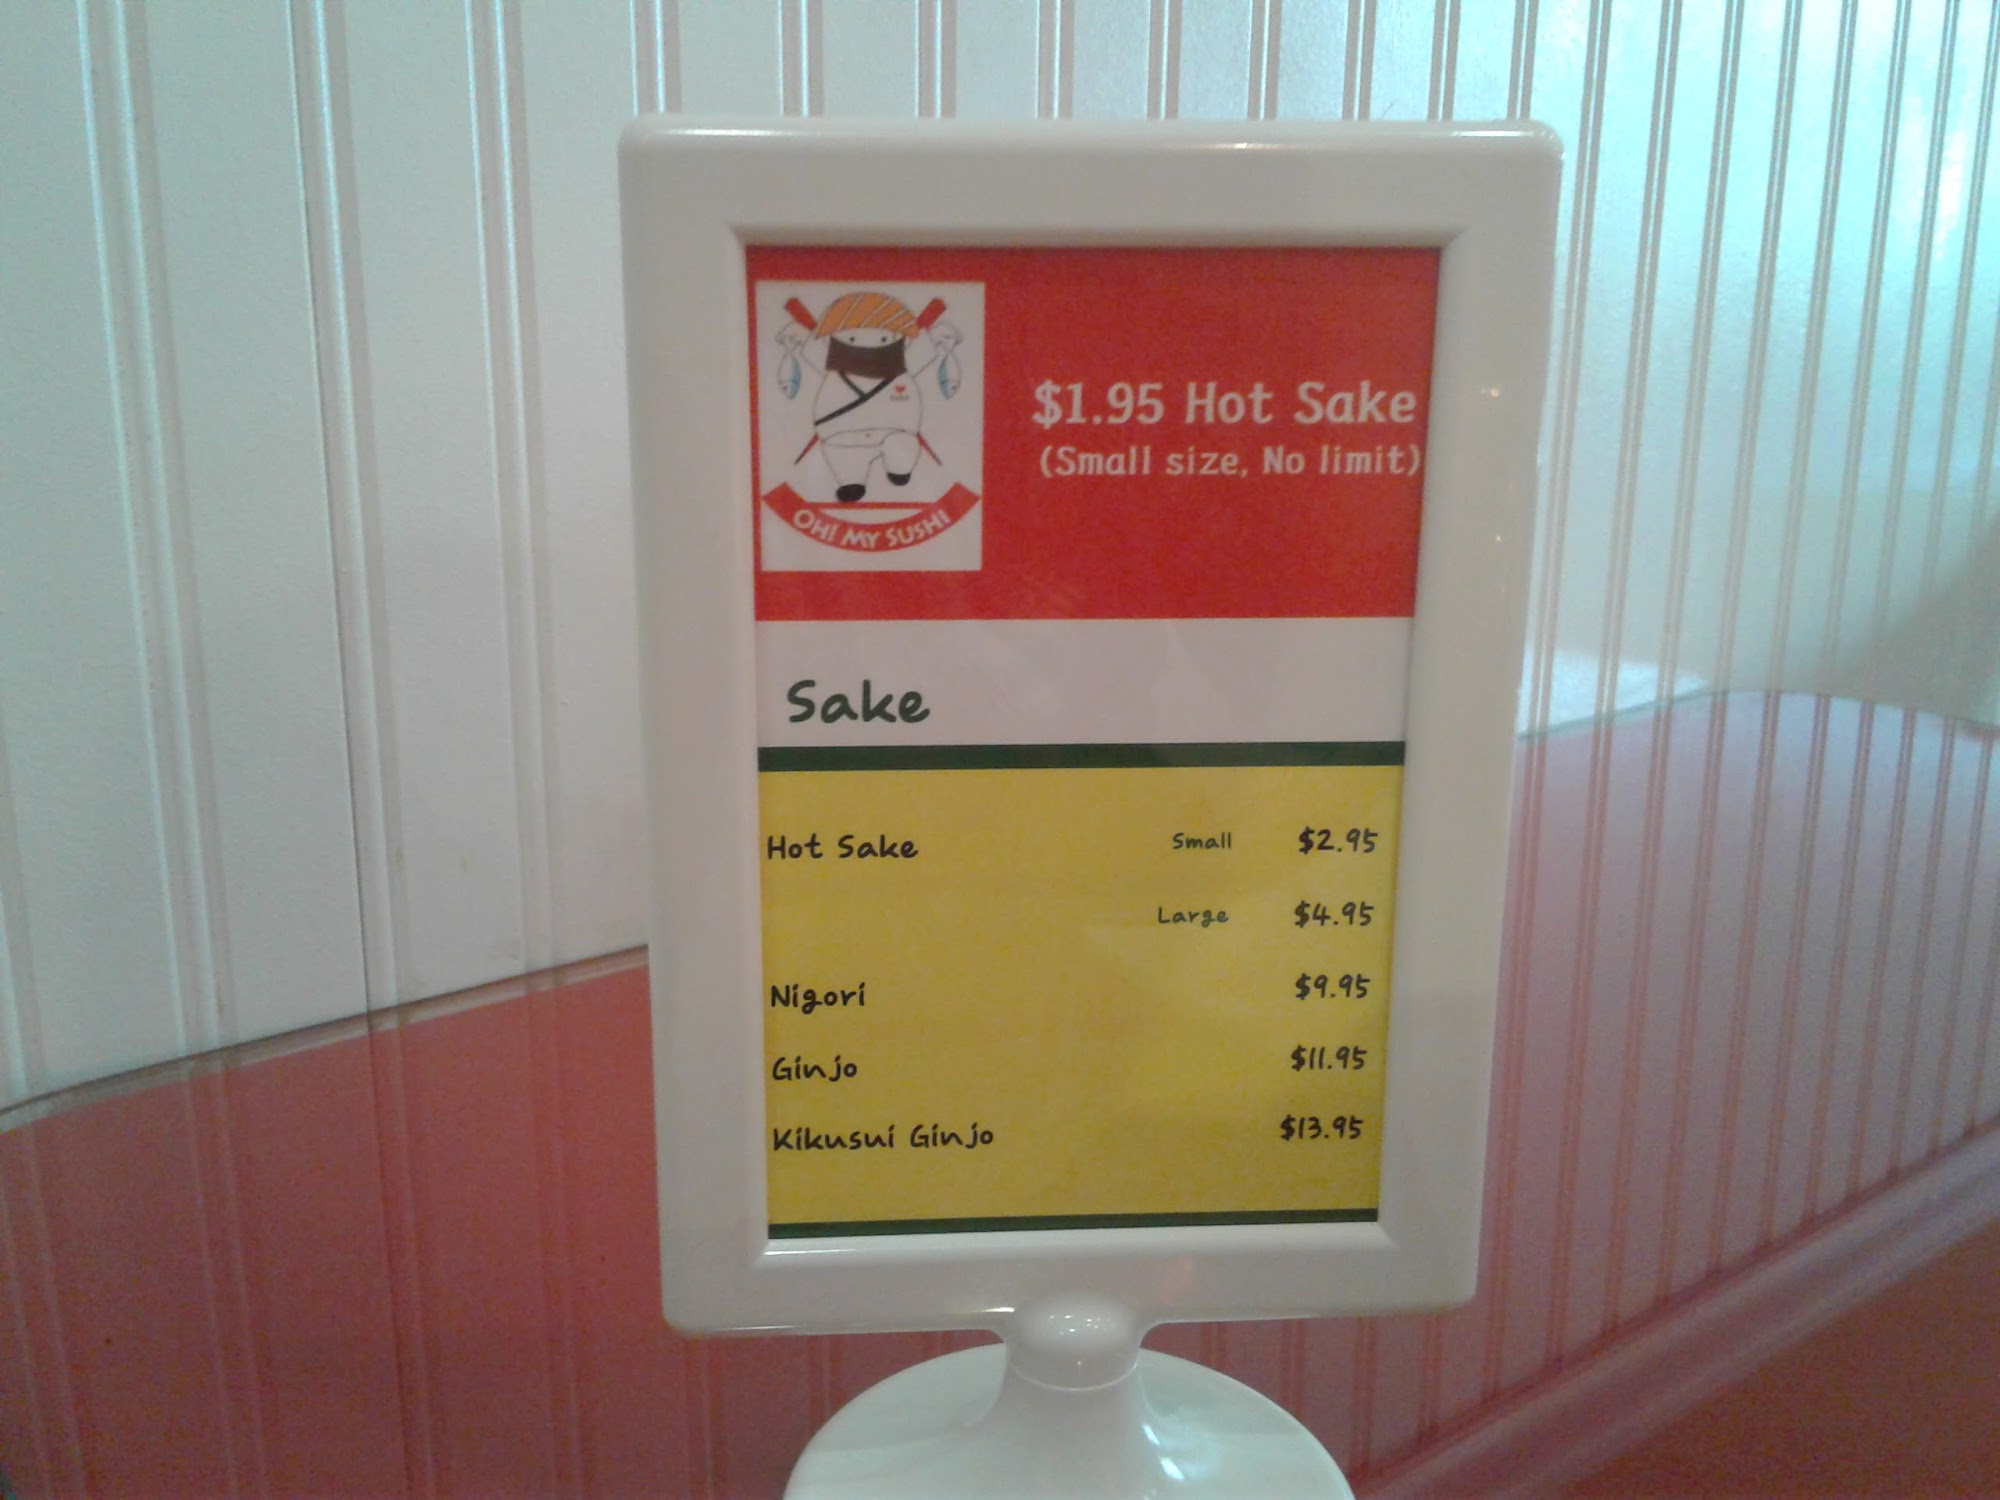 $1.95 Hot Sake
(Small size, No limit)
OH! MY SUSHI
Sake
Hot Sake Small $2.95
Large $4.95
Nigori $9.95
Ginjo $11.95
Kikusui Ginjo $13.95